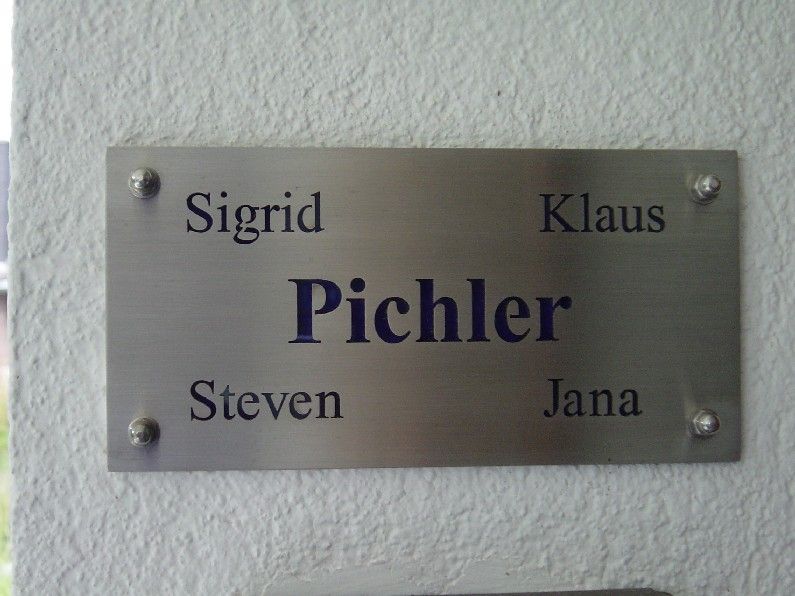 Sigrid Klaus
Pichler
Steven Jana